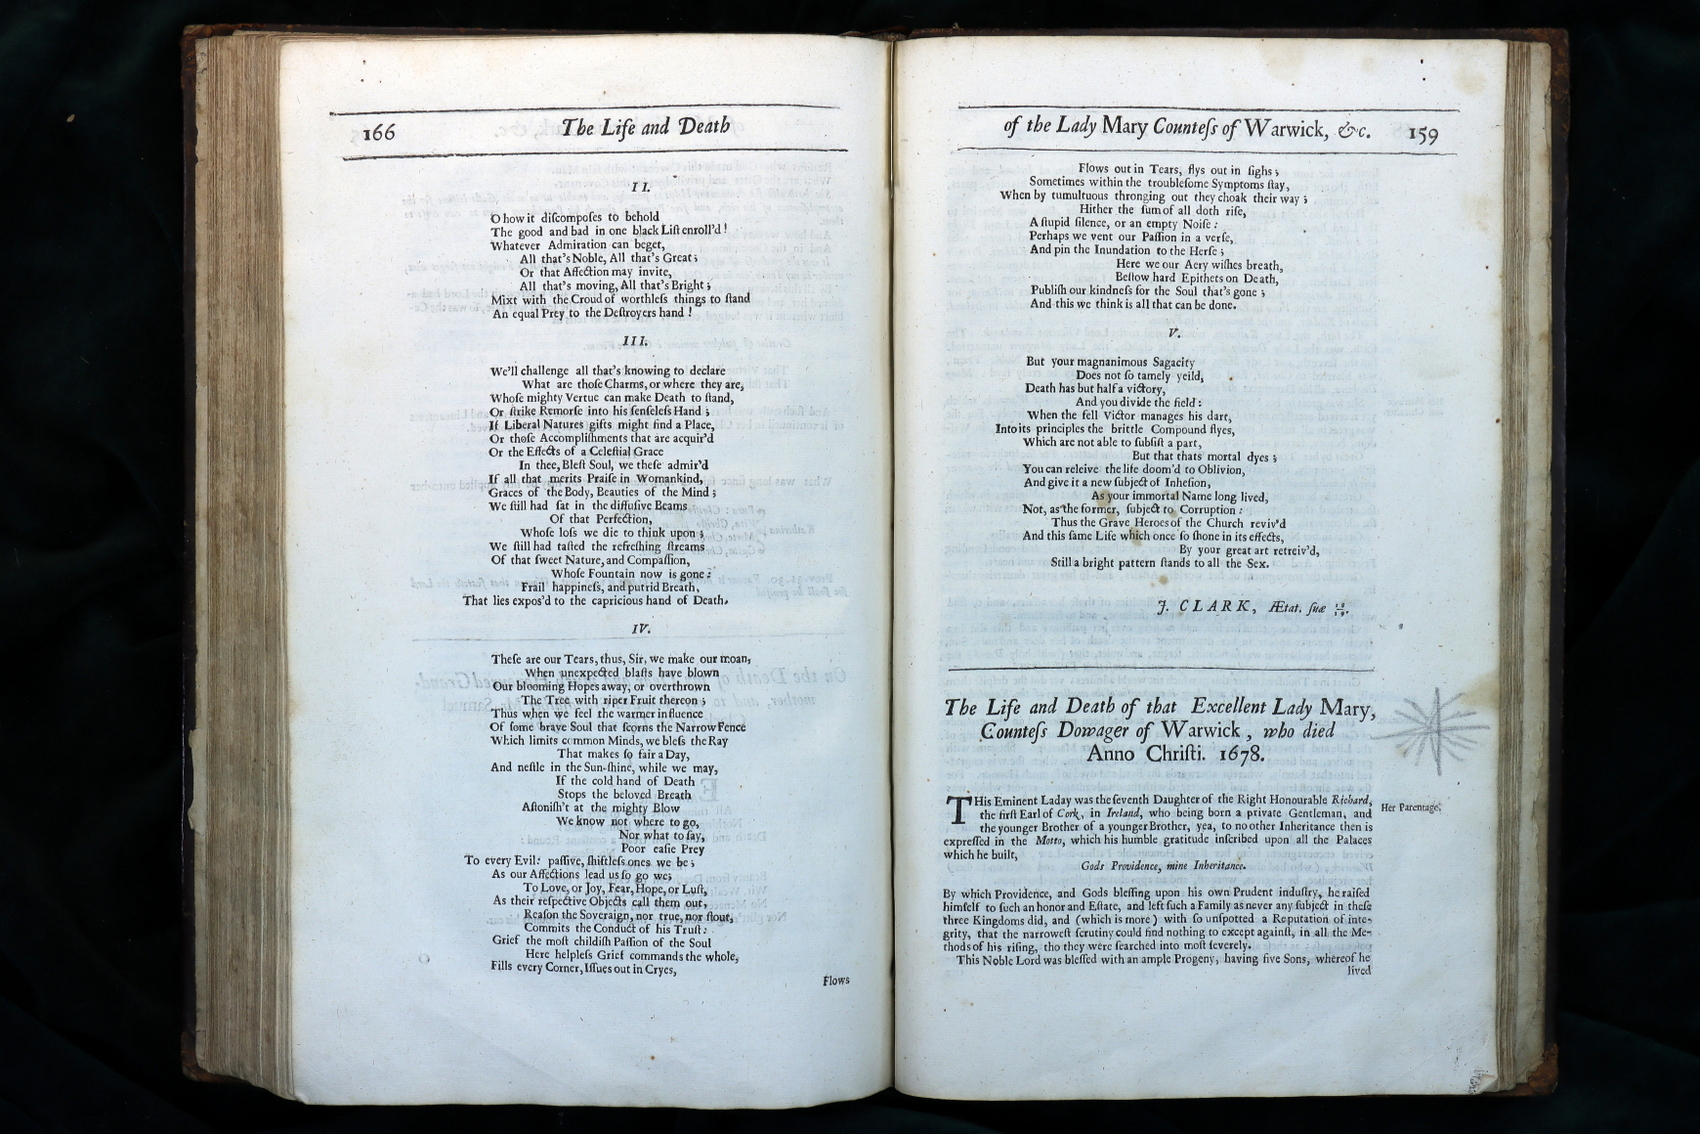 166 The Life and Death
II.
O how it diſcompoſes to behold
The good and bad in one black Liſt enroll'd !
Whatever Admiration can beget,
All that's Noble, All that's Great ;
Or that Affection may invite,
All that's moving, All that's Bright ;
Mixt with the Croud of worthleſs things to ſtand
An equal Prey to the Deſtroyers hand !
III.
We'll challenge all that's knowing to declare
What are thoſe Charms, or where they are,
Whoſe mighty Vertue can make Death to ſtand,
Or ſtrike Remorſe into his ſenſeleſs Hand ;
If Liberal Natures gifts might find a Place,
Or thoſe Accompliſhments that are acquir'd
Or the Effects of a Celeſtial Grace
In thee, Bleſt Soul, we theſe admir'd
If all that merits Praiſe in Womankind,
Graces of the Body, Beauties of the Mind ;
We ſtill had ſat in the diffuſive Beams
Of that Perfection,
Whoſe loſs we die to think upon ;
We ſtill had taſted the refreſhing ſtreams
Of that ſweet Nature, and Compaſſion,
Whoſe Fountain now is gone :
Frail happineſs, and putrid Breath,
That lies expos'd to the capricious hand of Death.
IV.
Theſe are our Tears, thus, Sir, we make our moan,
When unexpected blaſts have blown
Our blooming Hopes away, or overthrown
The Tree with riper Fruit thereon ;
Thus when we feel the warmer influence
Of ſome brave Soul that ſcorns the Narrow Fence
Which limits common Minds, we bleſs the Ray
That makes ſo fair a Day,
And neſtle in the Sun-ſhine, while we may,
If the cold hand of Death
Stops the beloved Breath
Aſtoniſh't at the mighty Blow
We know not where to go,
Nor what to ſay,
Poor eaſie Prey
To every Evil: paſſive, ſhiftleſs ones we be ;
As our Affections lead us ſo go we;
To Love, or Joy, Fear, Hope, or Luſt,
As their reſpective Objects call them out,
Reaſon the Soveraign, nor true, nor ſtout,
Commits the Conduct of his Truſt:
Grief the moſt childiſh Paſſion of the Soul
Here helpleſs Grief commands the whole,
Fills every Corner, Iſſues out in Cryes,
Flows
of the Lady Mary Counteſs of Warwick, &c. 159
Flows out in Tears, flys out in ſighs ;
Sometimes within the troubleſome Symptoms ſtay,
When by tumultuous thronging out they choak their way ;
Hither the ſum of all doth riſe,
A ſtupid ſilence, or an empty Noiſe :
Perhaps we vent our Paſſion in a verſe,
And pin the Inundation to the Herſe ;
Here we our Aery wiſhes breath,
Beſtow hard Epithets on Death,
Publiſh our kindneſs for the Soul that's gone ;
And this we think is all that can be done.
V.
But your magnanimous Sagacity
Does not ſo tamely yeild,
Death has but half a victory,
And you divide the field :
When the fell Victor manages his dart,
Into its principles the brittle Compound flyes,
Which are not able to ſubſiſt a part,
But that thats mortal dyes ;
You can releive the life doom'd to Oblivion,
And give it a new ſubject of Inheſion,
As your immortal Name long lived,
Not, as the former, ſubject to Corruption :
Thus the Grave Heroes of the Church reviv'd
And this ſame Life which once ſo ſhone in its effects,
By your great art retreiv'd,
Still a bright pattern ſtands to all the Sex.
J. CLARK, Ætat. ſuæ
The Life and Death of that Excellent Lady Mary,
Counteſs Dowager of Warwick, who died
Anno Chriſti. 1678.
THis Eminent Laday was the ſeventh Daughter of the Right Honourable Richard,
the firſt Earl of Cork, in Ireland, who being born a private Gentleman, and
the younger Brother of a younger Brother, yea, to no other Inheritance then is
expreſſed in the Motto, which his humble gratitude inſcribed upon all the Palaces
which he built,
Her Parentage.
Gods Providence, mine Inheritance.
By which Providence, and Gods bleſſing upon his own Prudent induſtry, he raiſed
himſelf to ſuch an honor and Eſtate, and left ſuch a Family as never any ſubject in theſe
three Kingdoms did, and (which is more) with ſo unſpotted a Reputation of inte-
grity, that the narroweſt ſcrutiny could find nothing to except againſt, in all the Me-
thods of his riſing, tho they were ſearched into moſt ſeverely.
This Noble Lord was bleſſed with an ample Progeny, having five Sons, whereof he
lived